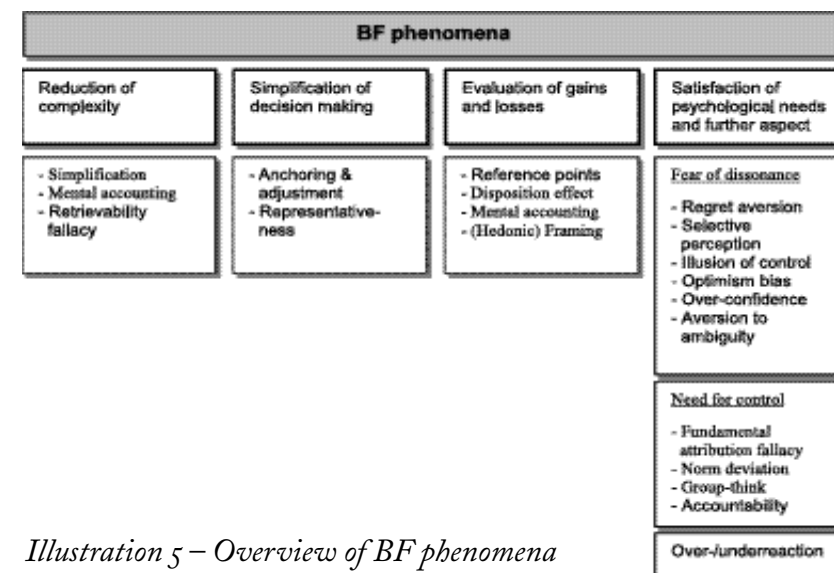 BF phenomena
Reduction of
complexity
- Simplification
- Mental accounting
- Retrievability
fallacy
Simplification of
decision making
- Anchoring &
adjustment
- Representative-
ness
Evaluation of gains
and losses
- Reference points
- Disposition effect
- Mental accounting
- (Hedonic) Framing
Satisfaction of
psychological needs
and further aspect
Fear of dissonance
- Regret aversion
- Selective
perception
- Illusion of control
- Optimism bias
- Over-confidence
- Aversion to
ambiguity
Need for control
- Fundamental
attribution fallacy
- Norm deviation
- Group-think
- Accountability
Over-/underreaction
Illustration 5 – Overview of BF phenomena